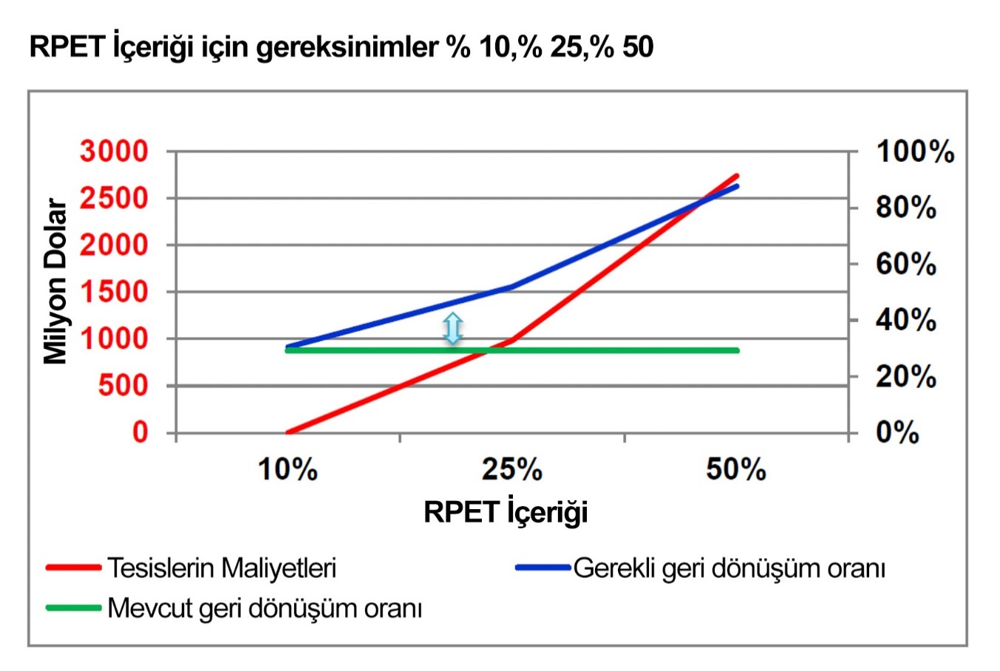 RPET İçeriği için gereksinimler % 10,% 25,% 50
3000
2500
2000
1500
1000
500
0
Milyon Dolar
100%
80%
60%
40%
20%
0%
10% 25% 50%
RPET İçeriği
Tesislerin Maliyetleri
Gerekli geri dönüşüm oranı
Mevcut geri dönüşüm oranı